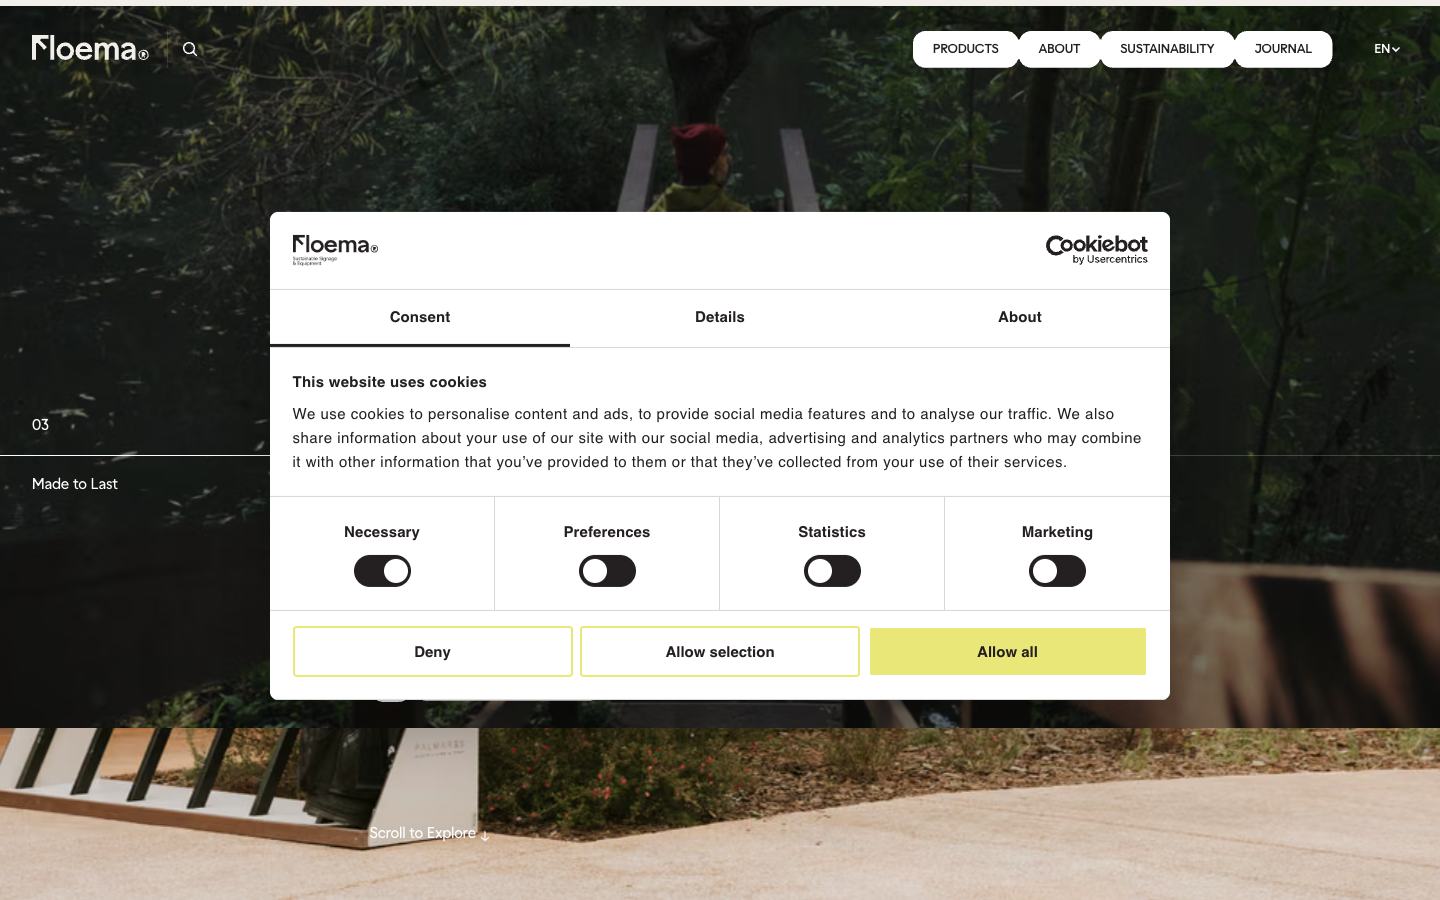 Floema®
PRODUCTS
ABOUT
SUSTAINABILITY
JOURNAL
EN
Floema®
Sustainable Signage
& Equipment
Cookiebot
by Usercentrics
Consent
Details
About
This website uses cookies
We use cookies to personalise content and ads, to provide social media features and to analyse our traffic. We also
share information about your use of our site with our social media, advertising and analytics partners who may combine
it with other information that you’ve provided to them or that they’ve collected from your use of their services.
03
Made to Last
Necessary
Preferences
Statistics
Marketing
Deny
Allow selection
Allow all
PALMARES
Scroll to Explore ↓